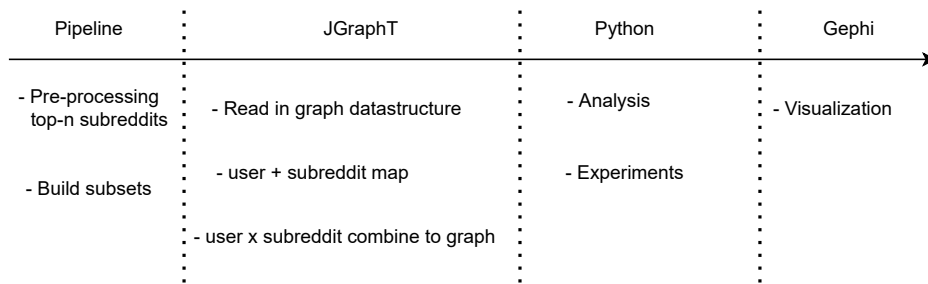 Pipeline
JGraphT
Python
Gephi
- Pre-processing
top-n subreddits
- Build subsets
- Read in graph datastructure
- user + subreddit map
- user x subreddit combine to graph
- Analysis
- Experiments
- Visualization